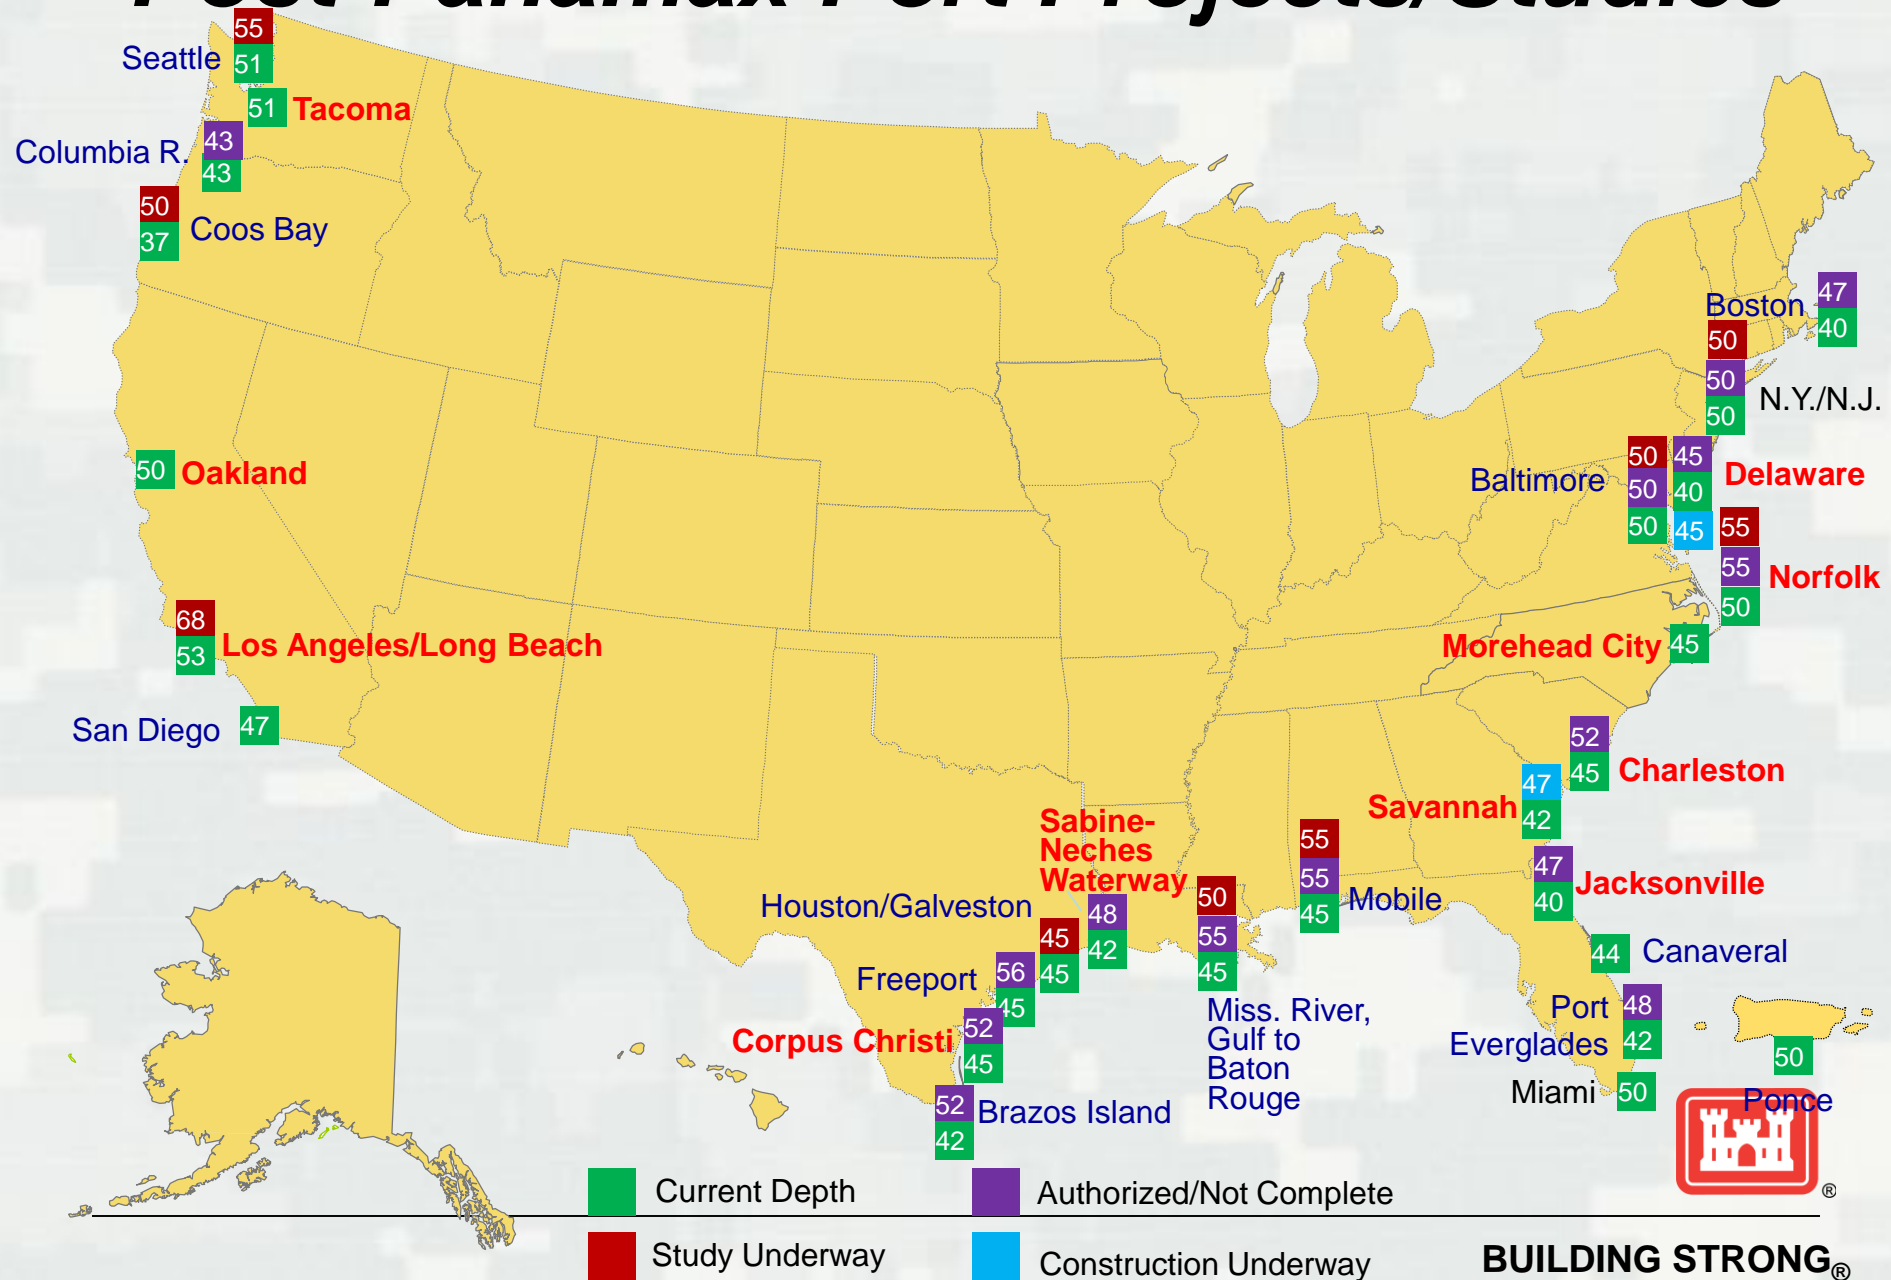 Post Panamax Port Projects/Studies
55
Seattle
51
51
Tacoma
43
Columbia R.
43
50
Coos Bay
37
47
Boston
40
50
50
N.Y./N.J.
50
50
45
Baltimore
50
40
Delaware
50
45
55
55
Norfolk
50
50
Oakland
68
Los Angeles/Long Beach
53
Morehead City
45
San Diego
47
52
45
Charleston
47
Savannah
42
Sabine-
Neches
Waterway
48
42
55
55
Mobile
45
47
Jacksonville
40
Houston/Galveston
45
45
50
55
45
Miss. River,
Gulf to
Baton
Rouge
44
Canaveral
Freeport
56
45
Corpus Christi
52
45
Port
Everglades
48
42
Miami
50
50
Ponce
52
Brazos Island
42
Current Depth
Authorized/Not Complete
Study Underway
Construction Underway
®
BUILDING STRONG®